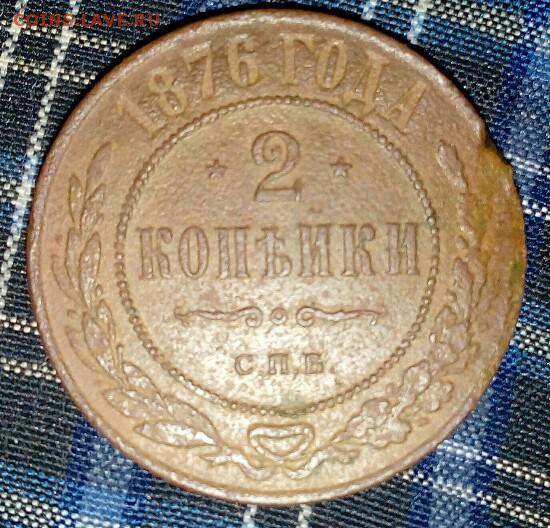 COINS.LAVE.RU
1876 ГОДА
2
КОПѢЙКИ
С.П.Б.